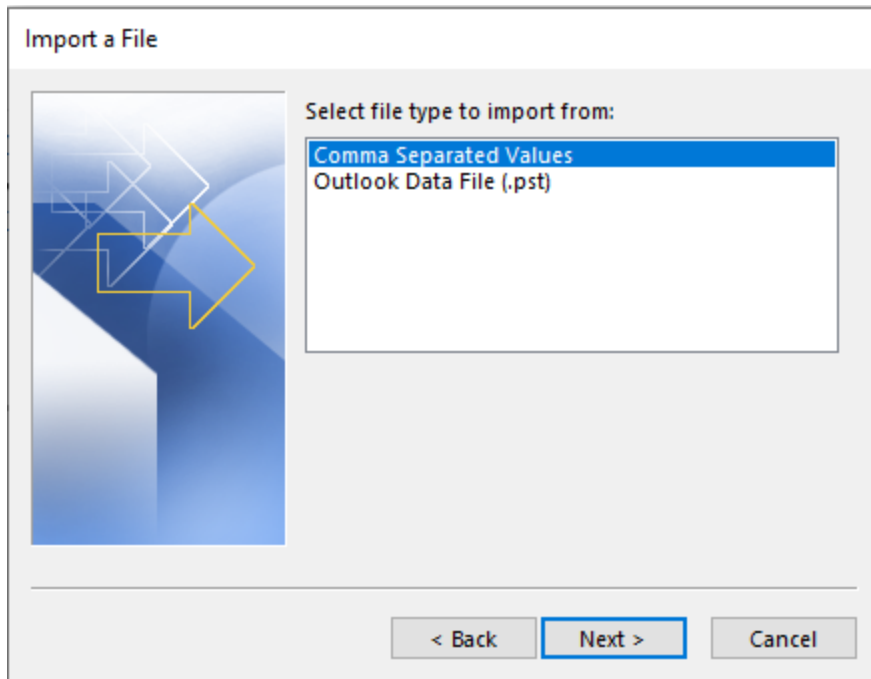 Import a File
Select file type to import from:
Comma Separated Values
Outlook Data File (.pst)
< Back
Next >
Cancel